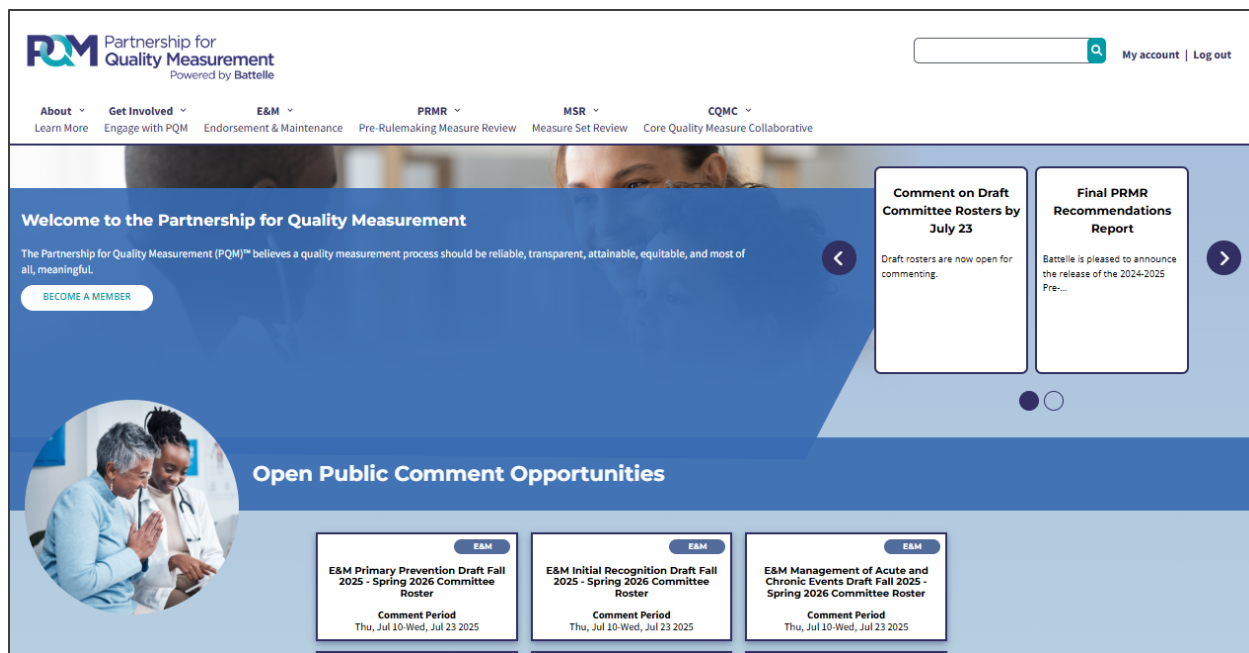 PQM
Partnership for
Quality Measurement
Powered by Battelle
My account | Log out
About
Learn More
Get Involved
Engage with PQM
E&M
Endorsement & Maintenance
PRMR
Pre-Rulemaking Measure Review
MSR
Measure Set Review
CQMC
Core Quality Measure Collaborative
Welcome to the Partnership for Quality Measurement
The Partnership for Quality Measurement (PQM)™ believes a quality measurement process should be reliable, transparent, attainable, equitable, and most of
all, meaningful.
BECOME A MEMBER
Comment on Draft
Committee Rosters by
July 23
Draft rosters are now open for
commenting.
Final PRMR
Recommendations
Report
Battelle is pleased to announce
the release of the 2024-2025
Pre-...
Open Public Comment Opportunities
E&M
E&M Primary Prevention Draft Fall
2025 - Spring 2026 Committee
Roster
Comment Period
Thu, Jul 10-Wed, Jul 23 2025
E&M
E&M Initial Recognition Draft Fall
2025 - Spring 2026 Committee
Roster
Comment Period
Thu, Jul 10-Wed, Jul 23 2025
E&M
E&M Management of Acute and
Chronic Events Draft Fall 2025 -
Spring 2026 Committee Roster
Comment Period
Thu, Jul 10-Wed, Jul 23 2025